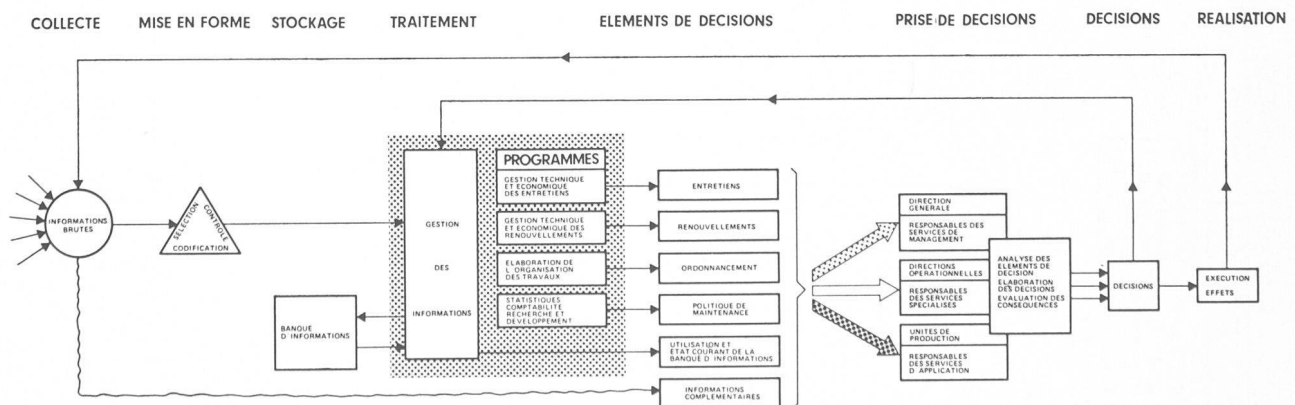 COLLECTE
MISE EN FORME
STOCKAGE
TRAITEMENT
ELEMENTS DE DECISIONS
PRISE DE DECISIONS
DECISIONS
REALISATION
INFORMATIONS
BRUTES
SELECTION
CONTROLE
CODIFICATION
BANQUE
D'INFORMATIONS
GESTION
DES
INFORMATIONS
PROGRAMMES
GESTION TECHNIQUE
ET ECONOMIQUE
DES ENTRETIENS
GESTION TECHNIQUE
ET ECONOMIQUE DES
RENOUVELLEMENTS
ELABORATION DE
L'ORGANISATION
DES TRAVAUX
STATISTIQUES
COMPTABILITE
RECHERCHE ET
DEVELOPPEMENT
ENTRETIENS
RENOUVELLEMENTS
ORDONNANCEMENT
POLITIQUE DE
MAINTENANCE
UTILISATION ET
ETAT COURANT DE LA
BANQUE D'INFORMATIONS
INFORMATIONS
COMPLEMENTAIRES
DIRECTION
GENERALE
RESPONSABLES DES
SERVICES DE
MANAGEMENT
DIRECTIONS
OPERATIONNELLES
RESPONSABLES
DES SERVICES
SPECIALISES
UNITES DE
PRODUCTION
RESPONSABLES
DES SERVICES
D'APPLICATION
ANALYSE DES
ELEMENTS DE
DECISION
ELABORATION
DES DECISIONS
EVALUATION DES
CONSEQUENCES
DECISIONS
EXECUTION
EFFETS